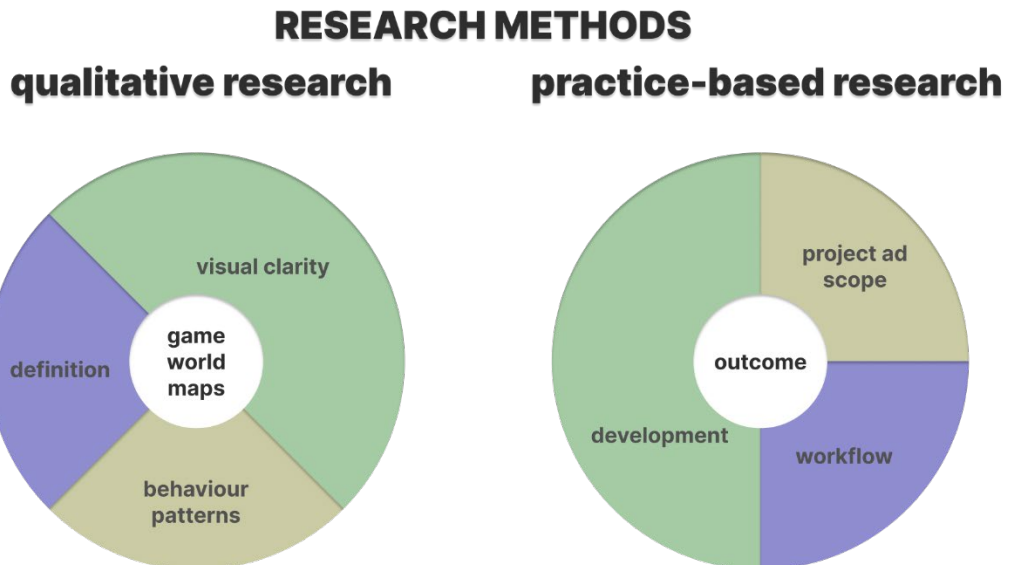 RESEARCH METHODS
qualitative research
practice-based research
visual clarity
game
world
maps
definition
behaviour
patterns
project ad
scope
outcome
development
workflow